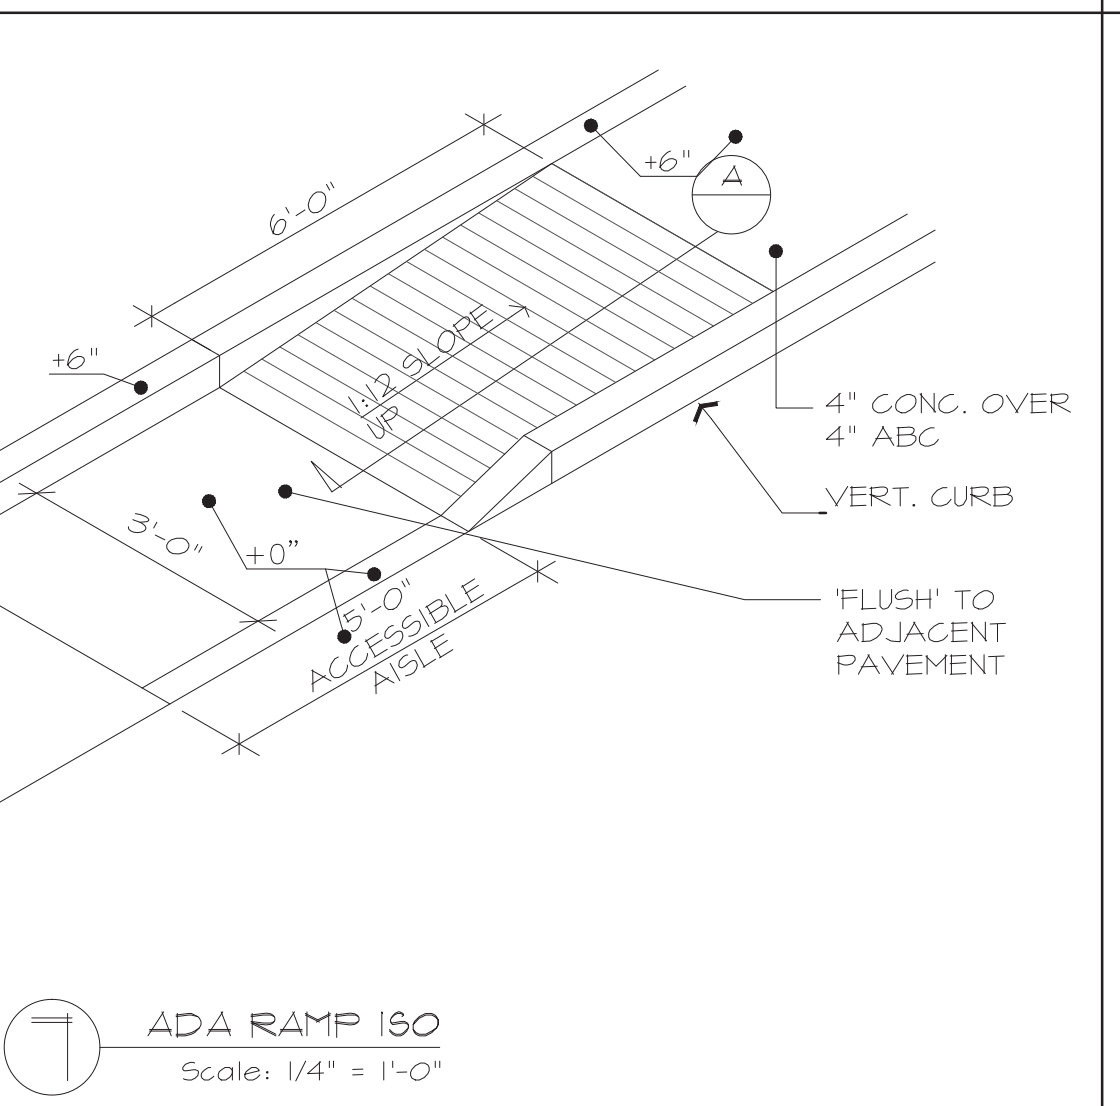 +6"
A
6'-0"
+6"
1:12 SLOPE
UP
4" CONC. OVER
4" ABC
VERT. CURB
3'-0"
+0”
5'-0"
ACCESSIBLE
AISLE
'FLUSH' TO
ADJACENT
PAVEMENT
7
ADA RAMP ISO
Scale: 1/4" = 1'-0"